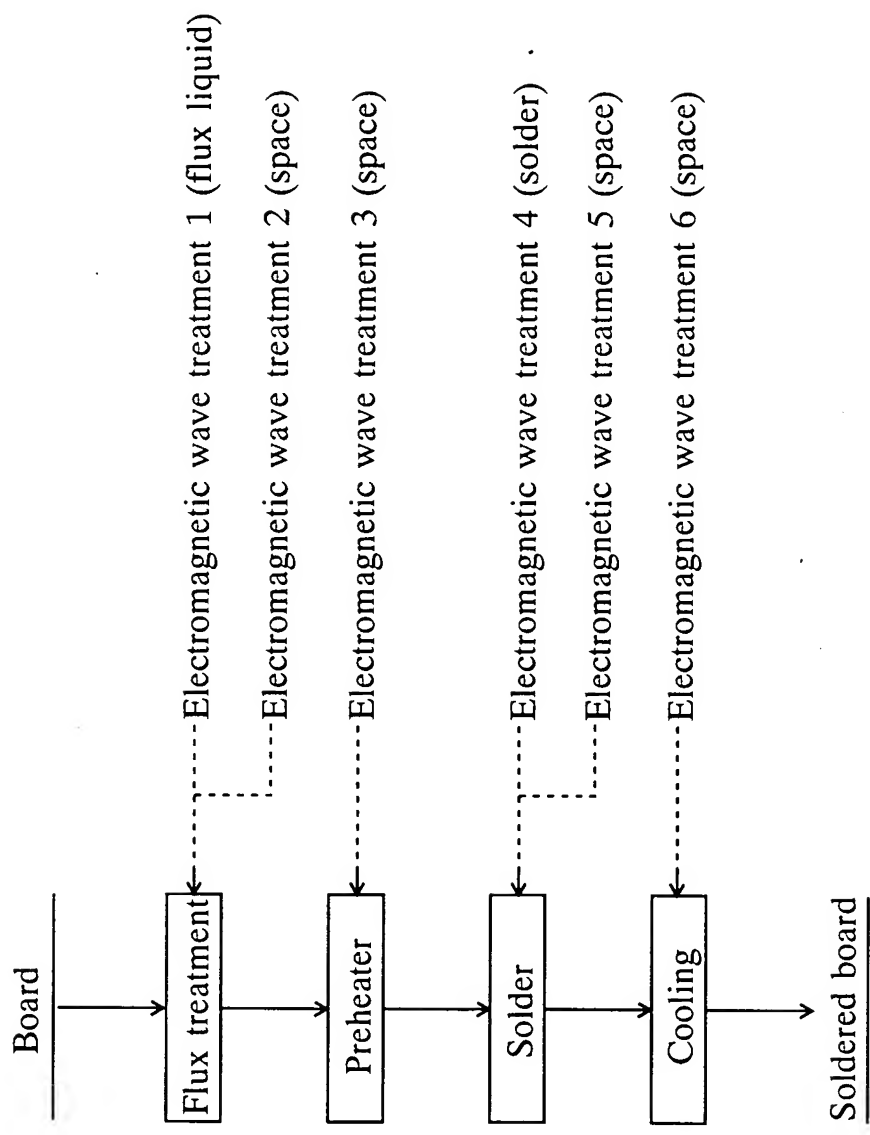 Board
Flux treatment
Electromagnetic wave treatment 1 (flux liquid)
Electromagnetic wave treatment 2 (space)
Preheater
Electromagnetic wave treatment 3 (space)
Solder
Electromagnetic wave treatment 4 (solder)
Electromagnetic wave treatment 5 (space)
Cooling
Electromagnetic wave treatment 6 (space)
Soldered board